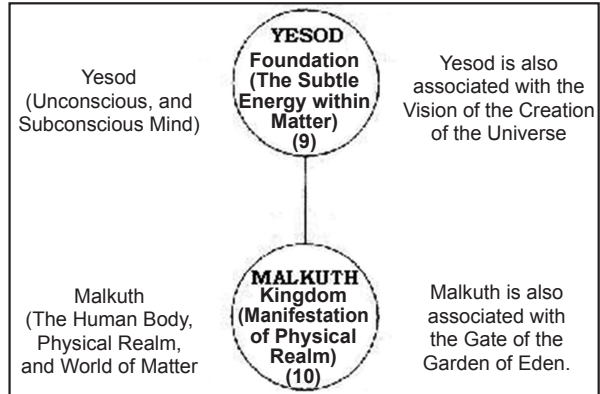 Yesod
(Unconscious, and
Subconscious Mind)
YESOD
Foundation
(The Subtle
Energy within
Matter)
(9)
Yesod is also
associated with the
Vision of the Creation
of the Universe
Malkuth
(The Human Body,
Physical Realm,
and World of Matter
MALKUTH
Kingdom
(Manifestation
of Physical
Realm)
(10)
Malkuth is also
associated with
the Gate of the
Garden of Eden.